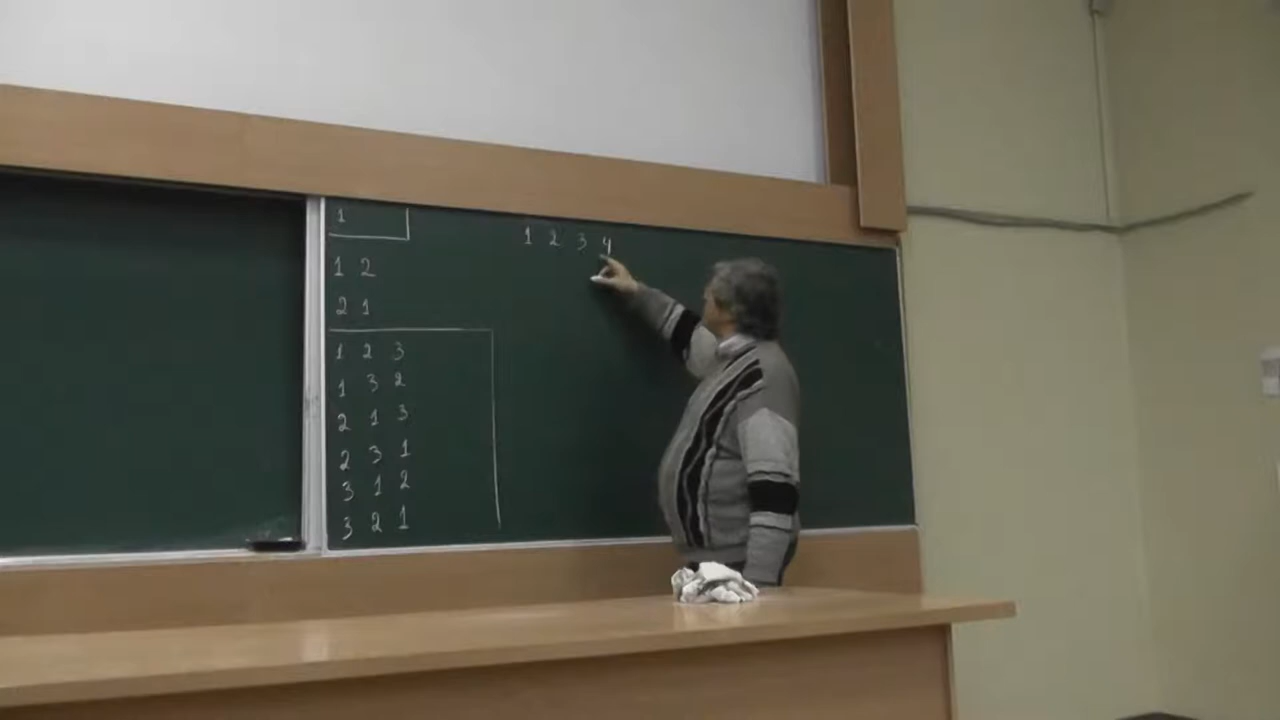 1
1 2
2 1
1 2 3
1 3 2
2 1 3
2 3 1
3 1 2
3 2 1
1 2 3 4